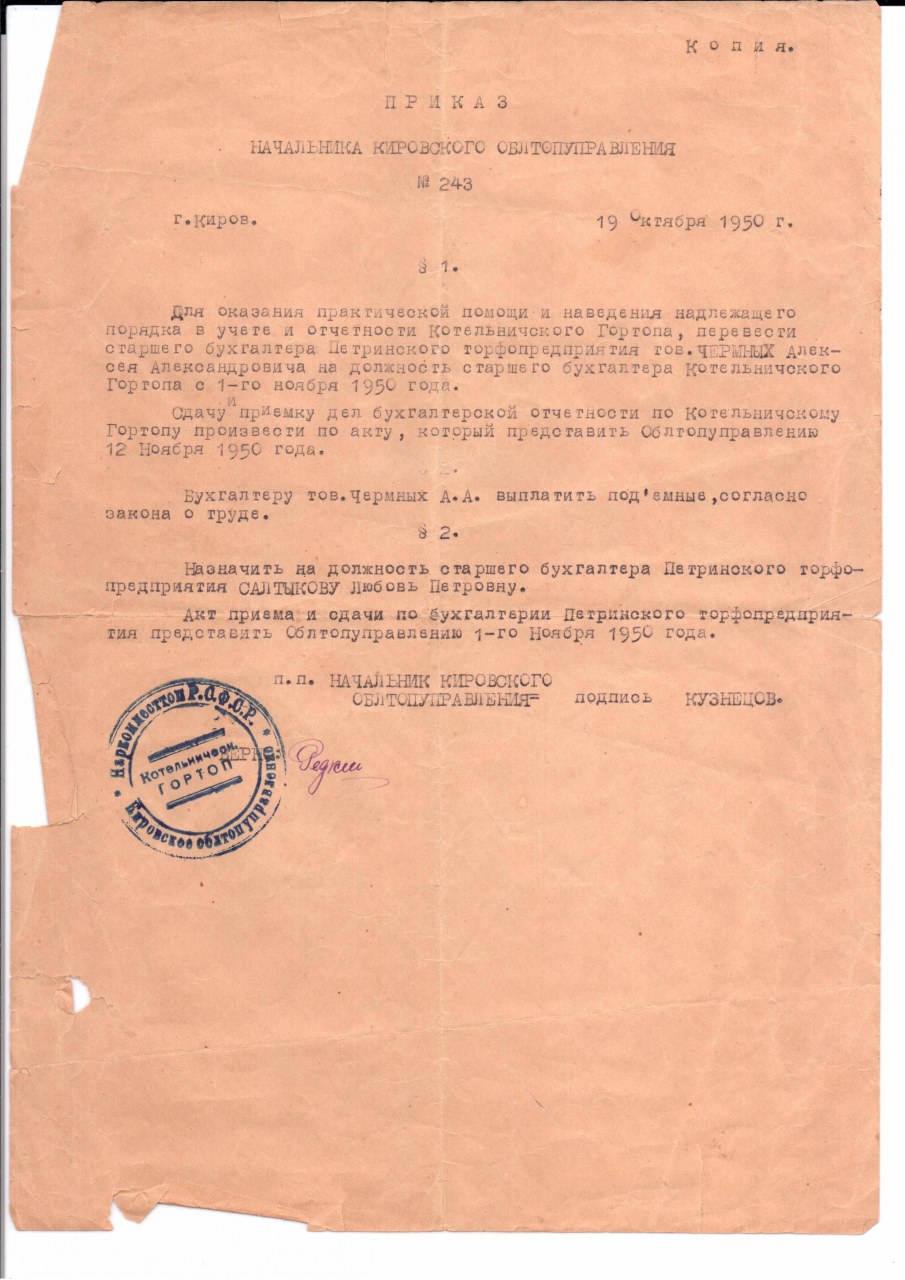 К о п и я.
П Р И К А З
НАЧАЛЬНИКА КИРОВСКОГО ОБЛТОПУПРАВЛЕНИЯ
№ 243
г.Киров.
19 Октября 1950 г.
§ 1.
Для оказания практической помощи и наведения надлежащего
порядка в учете и отчетности Котельничского Гортопа, перевести
старшего бухгалтера Петринского торфопредприятия тов.ЧЕРМНЫХ Алек-
сея Александровича на должность старшего бухгалтера Котельничского
Гортопа с 1-го ноября 1950 года.
Сдачу и приемку дел бухгалтерской отчетности по Котельничскому
Гортопу произвести по акту, который представить Облтопуправлению
12 Ноября 1950 года.
Бухгалтеру тов.Чермных А.А. выплатить под'емные,согласно
закона о труде.
§ 2.
Назначить на должность старшего бухгалтера Петринского торфо-
предприятия САЛТЫКОВУ Любовь Петровну.
Акт приема и сдачи по бухгалтерии Петринского торфопредприя-
тия представить Облтопуправлению 1-го Ноября 1950 года.
п.п. НАЧАЛЬНИК КИРОВСКОГО
ОБЛТОПУПРАВЛЕНИЯ- подпись КУЗНЕЦОВ.
Наркомместтоп Р.С.Ф.С.Р.
Котельническ.
ГОРТОП
Кировское облтопуправление